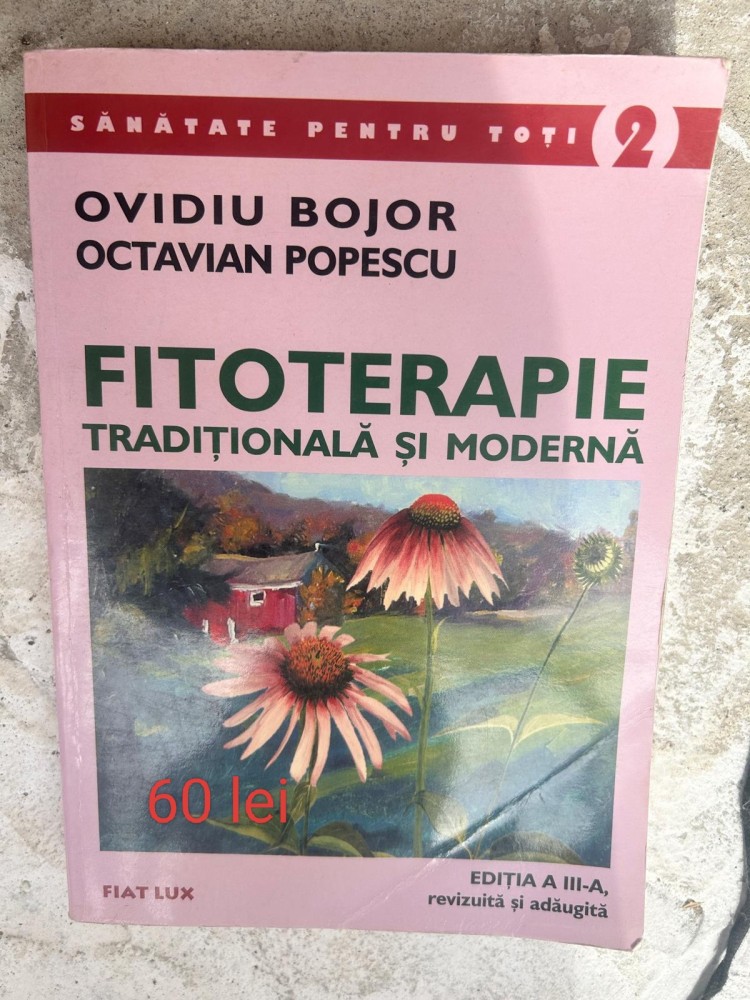 SĂNĂTATE PENTRU TOȚI 2
OVIDIU BOJOR
OCTAVIAN POPESCU
FITOTERAPIE
TRADIȚIONALĂ ȘI MODERNĂ
60 lei
EDIȚIA A III-A,
revizuită și adăugită
FIAT LUX